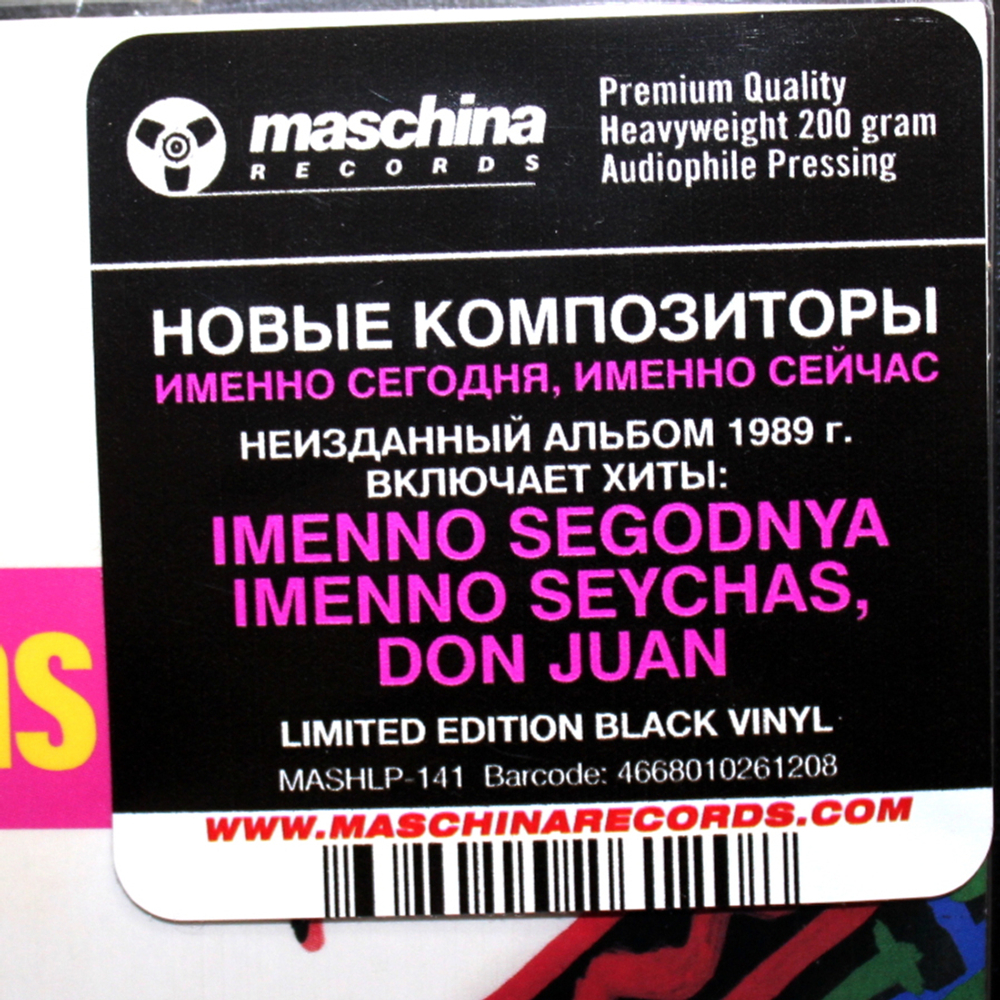 maschina
RECORDS
Premium Quality
Heavyweight 200 gram
Audiophile Pressing
НОВЫЕ КОМПОЗИТОРЫ
ИМЕННО СЕГОДНЯ, ИМЕННО СЕЙЧАС
НЕИЗДАННЫЙ АЛЬБОМ 1989 г.
ВКЛЮЧАЕТ ХИТЫ:
IMENNO SEGODNYA
IMENNO SEYCHAS,
DON JUAN
LIMITED EDITION BLACK VINYL
MASHLP-141 Barcode: 4668010261208
WWW.MASCHINARECORDS.COM